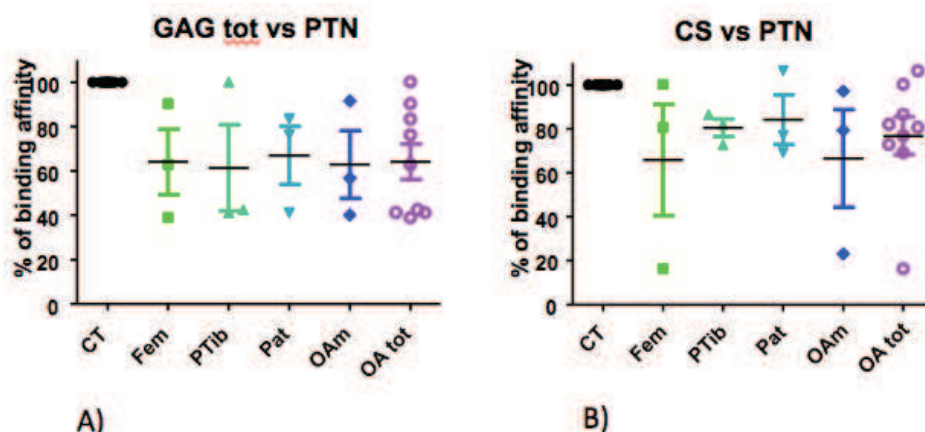 GAG tot vs PTN
% of binding affinity
100
80
60
40
20
0
CT
Fem
PTib
Pat
OAm
OA tot
A)
CS vs PTN
% of binding affinity
100
80
60
40
20
0
CT
Fem
PTib
Pat
OAm
OA tot
B)